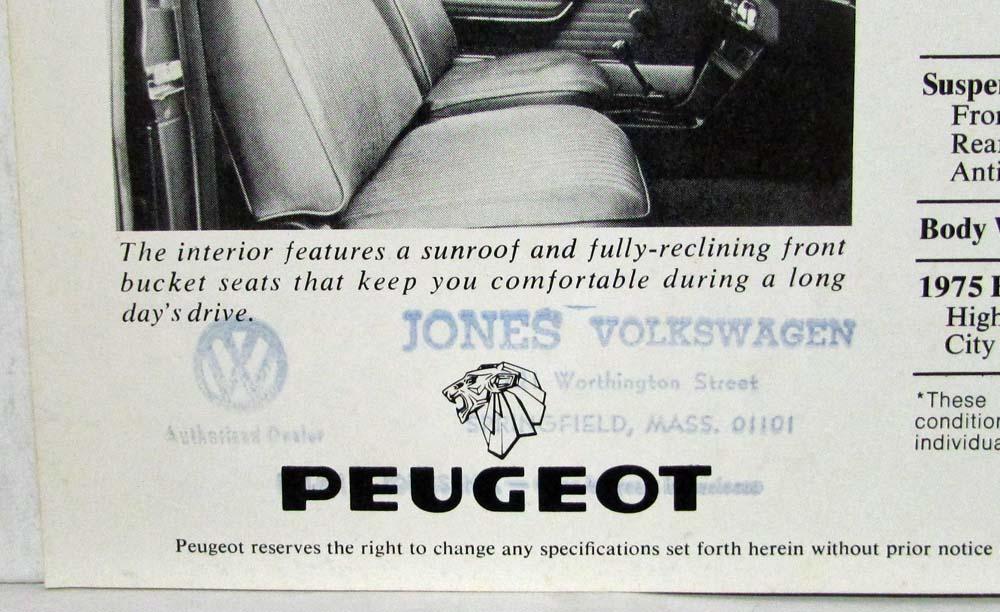 The interior features a sunroof and fully-reclining front
bucket seats that keep you comfortable during a long
day's drive.
JONES VOLKSWAGEN
Worthington Street
SPRINGFIELD, MASS. 01101
Authorized Dealer
PEUGEOT
Peugeot reserves the right to change any specifications set forth herein without prior notice
Suspe
Fron
Rea
Anti
Body
1975
High
City
*These
condition
individua